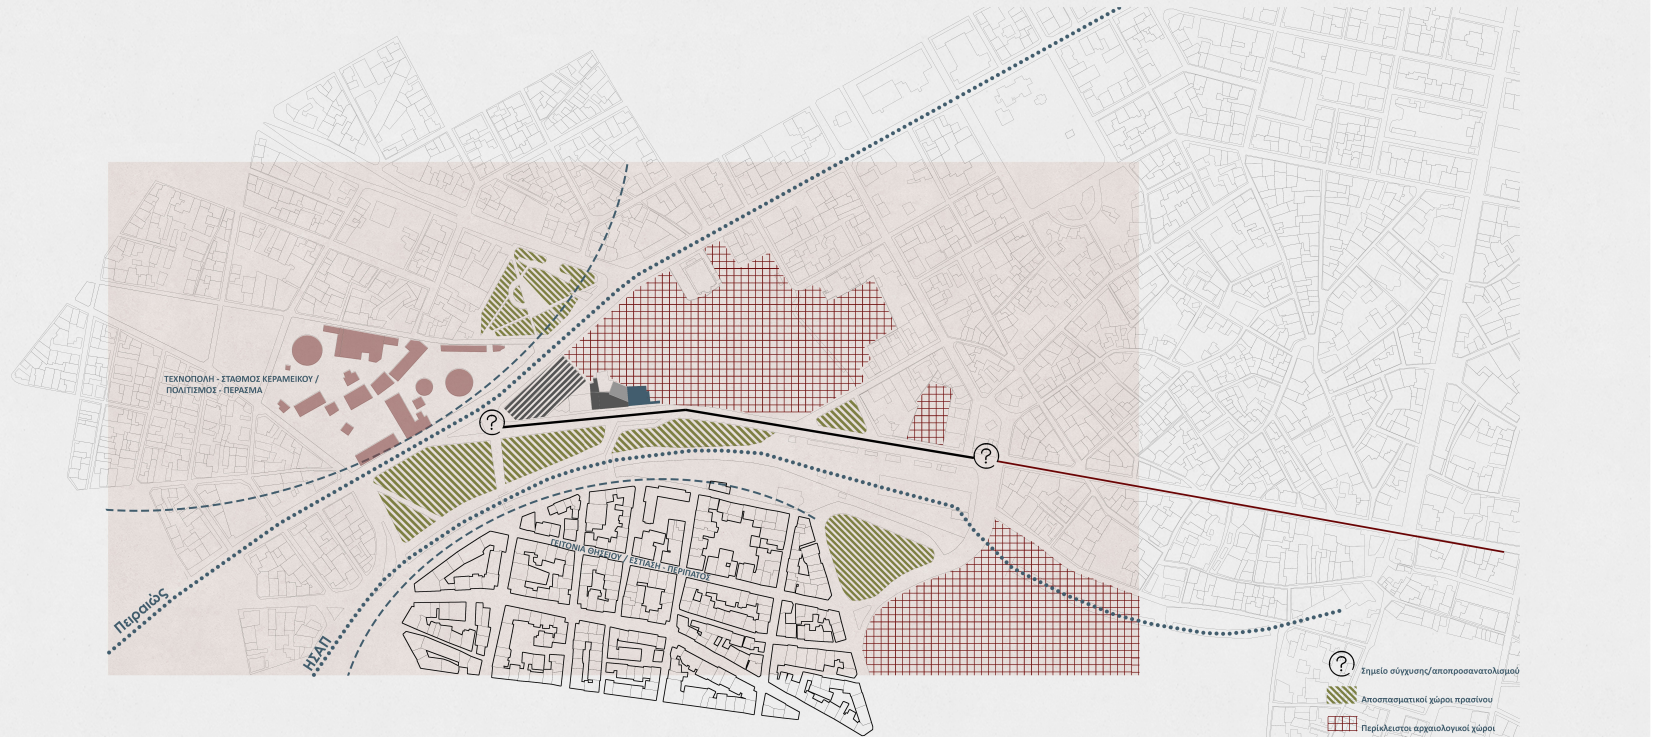 ΤΕΧΝΟΠΟΛΗ - ΣΤΑΘΜΟΣ ΚΕΡΑΜΕΙΚΟΥ /
ΠΟΛΙΤΙΣΜΟΣ - ΠΕΡΑΣΜΑ
?
?
ΓΕΙΤΟΝΙΑ ΘΗΣΕΙΟΥ / ΕΣΤΙΑΣΗ - ΠΕΡΙΠΑΤΟΣ
Πειραιώς
ΗΣΑΠ
? Σημείο σύγχυσης/αποπροσανατολισμού
Αποσπασματικοί χώροι πρασίνου
Περίκλειστοι αρχαιολογικοί χώροι